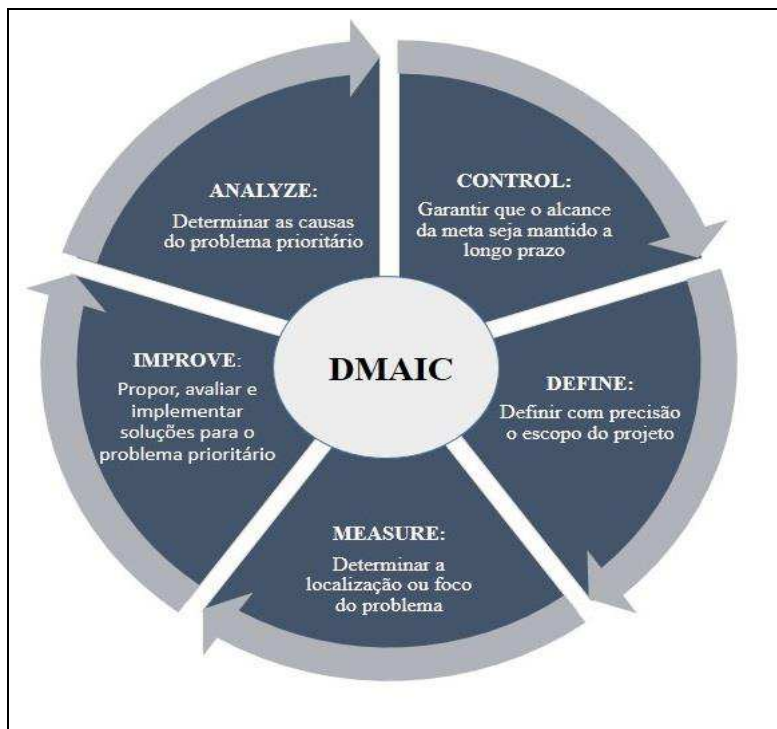 ANALYZE:
Determinar as causas
do problema prioritário
CONTROL:
Garantir que o alcance
da meta seja mantido a
longo prazo
IMPROVE:
Propor, avaliar e
implementar
soluções para o
problema prioritário
DMAIC
DEFINE:
Definir com precisão
o escopo do projeto
MEASURE:
Determinar a
localização ou foco
do problema